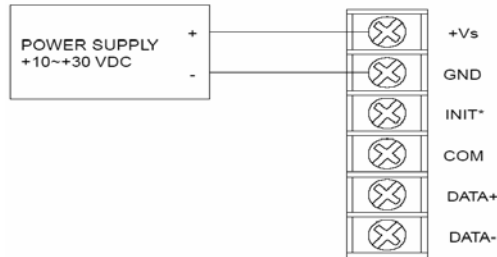 POWER SUPPLY
+10~+30 VDC
+
-
+Vs
GND
INIT*
COM
DATA+
DATA-